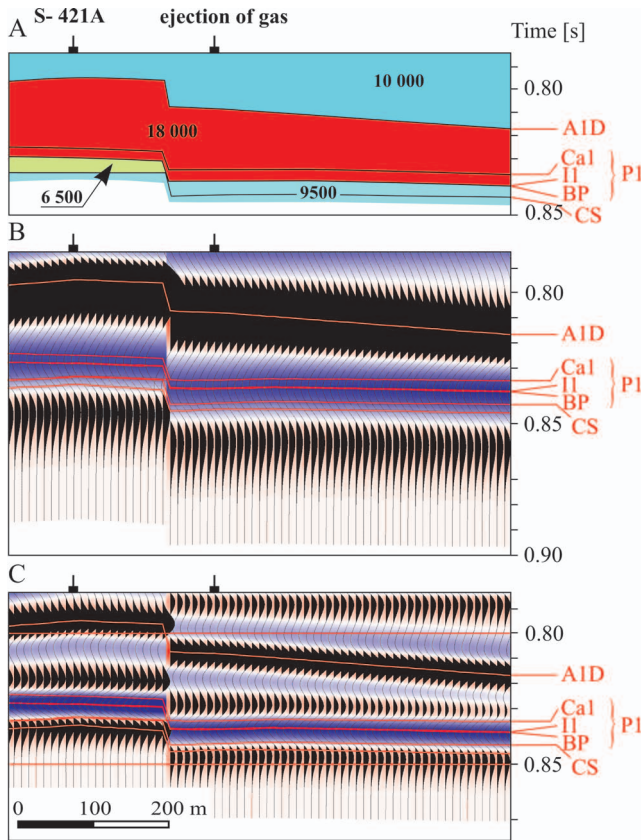 S- 421A ejection of gas
A Time [s]
10 000
0.80
A1D
18 000
Ca1
I1 P1
BP
6 500
9500
CS
0.85
B
0.80
A1D
Ca1
I1 P1
BP
CS
0.85
0.90
C
0.80
A1D
Ca1
I1 P1
BP
CS
0.85
0 100 200 m